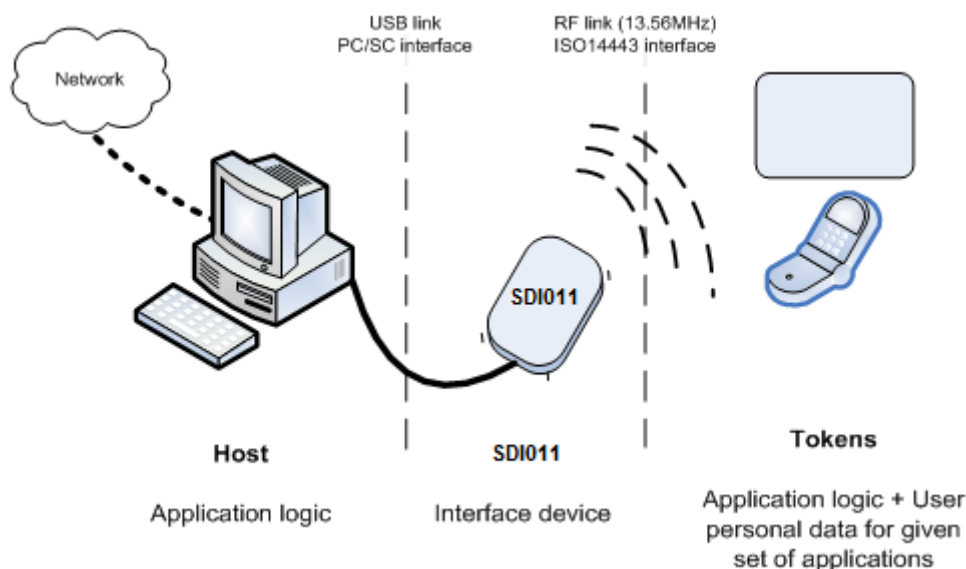 USB link
PC/SC interface
RF link (13.56MHz)
ISO14443 interface
Network
SDI011
Host
SDI011
Tokens
Application logic
Interface device
Application logic + User
personal data for given
set of applications